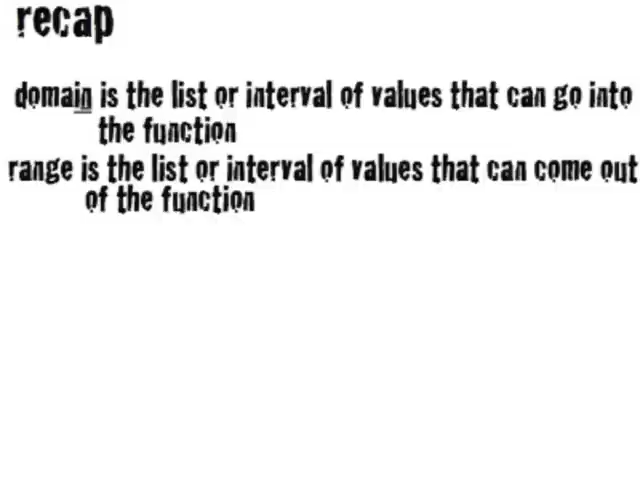 recap
domain is the list or interval of values that can go into
the function
range is the list or interval of values that can come out
of the function